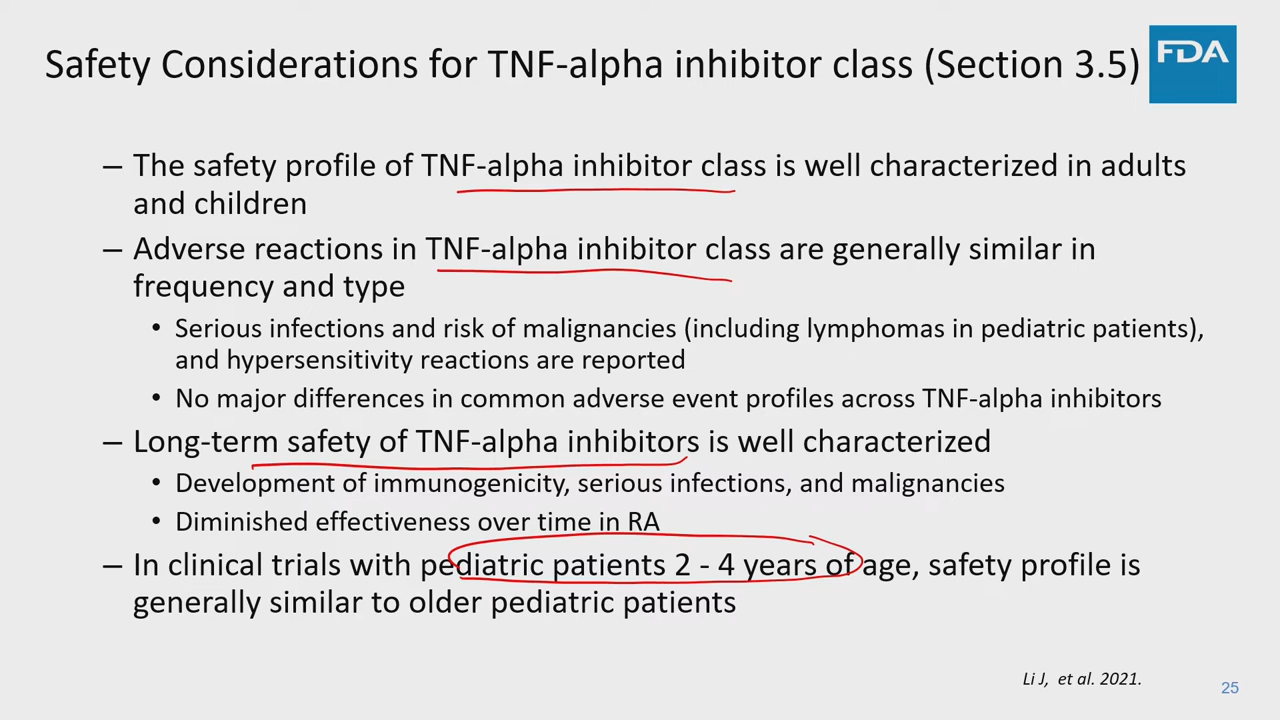 Safety Considerations for TNF-alpha inhibitor class (Section 3.5)
FDA
– The safety profile of TNF-alpha inhibitor class is well characterized in adults
and children
– Adverse reactions in TNF-alpha inhibitor class are generally similar in
frequency and type
• Serious infections and risk of malignancies (including lymphomas in pediatric patients),
and hypersensitivity reactions are reported
• No major differences in common adverse event profiles across TNF-alpha inhibitors
– Long-term safety of TNF-alpha inhibitors is well characterized
• Development of immunogenicity, serious infections, and malignancies
• Diminished effectiveness over time in RA
– In clinical trials with pediatric patients 2 - 4 years of age, safety profile is
generally similar to older pediatric patients
Li J, et al. 2021.
25